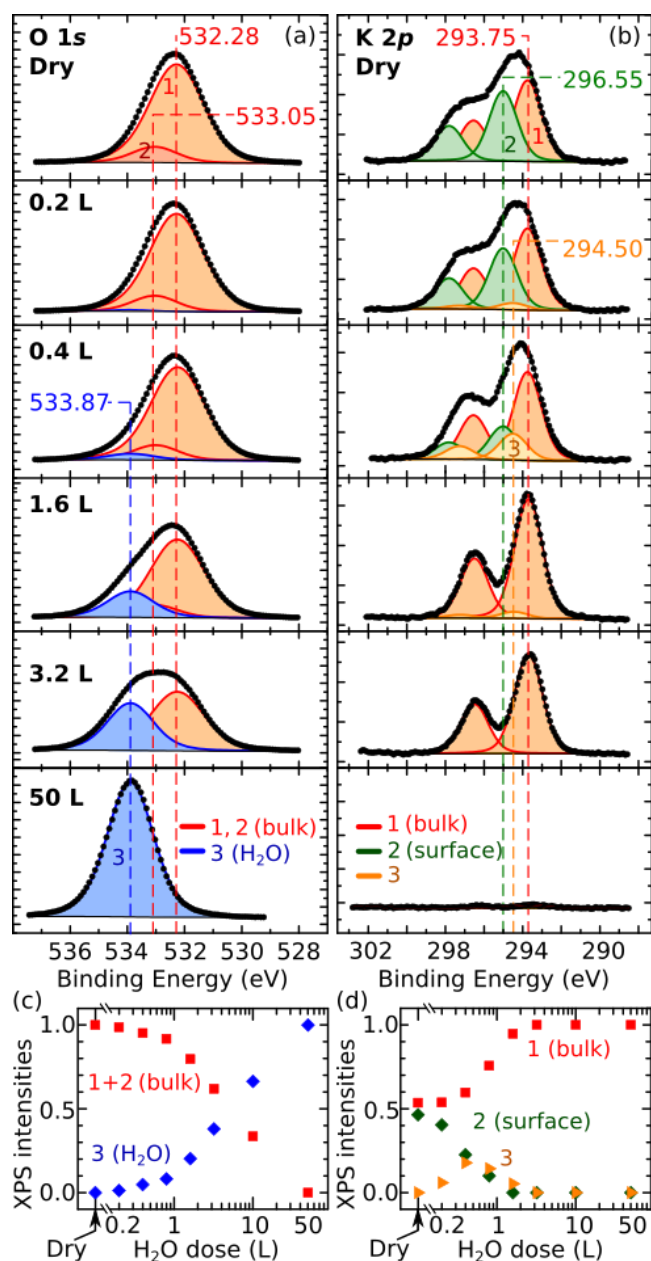 O 1s
Dry
532.28
(a)
1
533.05
2
0.2 L
0.4 L
533.87
1.6 L
3.2 L
50 L
3
1, 2 (bulk)
3 (H₂O)
536 534 532 530 528
Binding Energy (eV)
K 2p
Dry
293.75
(b)
296.55
2
1
294.50
3
1 (bulk)
2 (surface)
3
302 298 294 290
Binding Energy (eV)
(c)
XPS intensities
1.0
0.5
0.0
1+2 (bulk)
3 (H₂O)
0.2 1 10 50
Dry
H₂O dose (L)
(d)
XPS intensities
1.0
0.5
0.0
1 (bulk)
2 (surface)
3
0.2 1 10 50
Dry
H₂O dose (L)